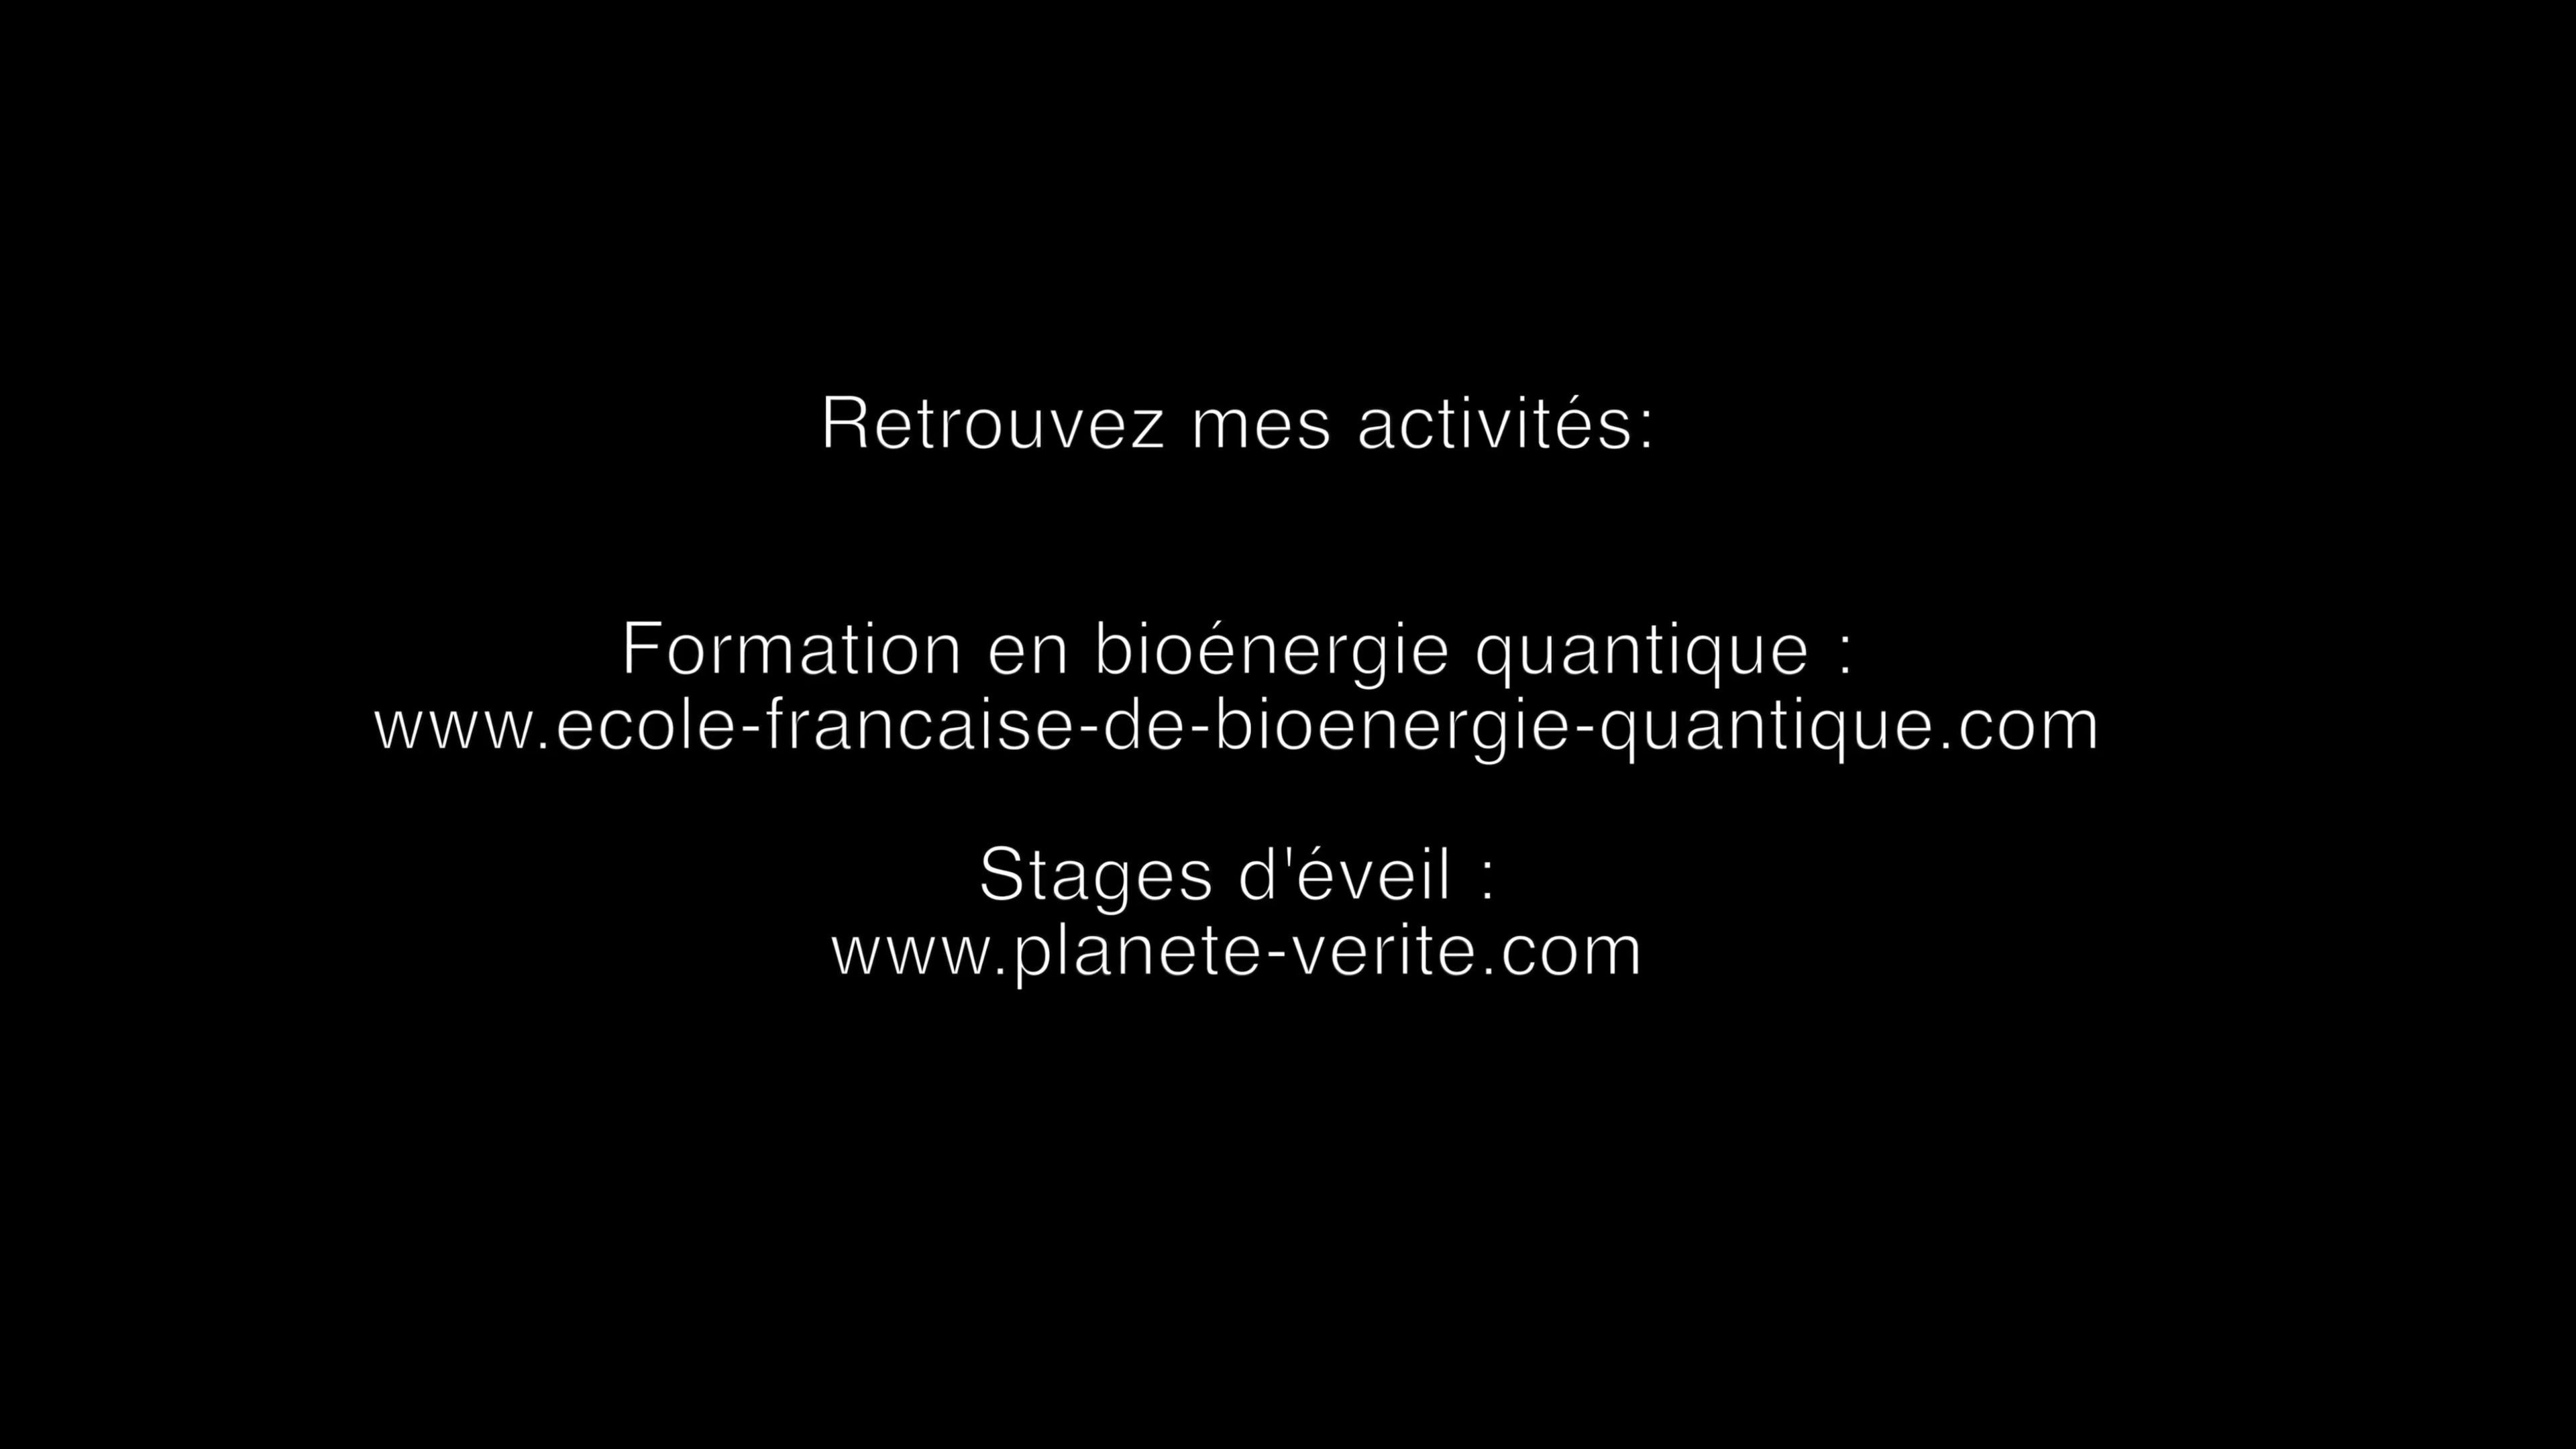 Retrouvez mes activités:
Formation en bioénergie quantique :
www.ecole-francaise-de-bioenergie-quantique.com
Stages d'éveil :
www.planete-verite.com